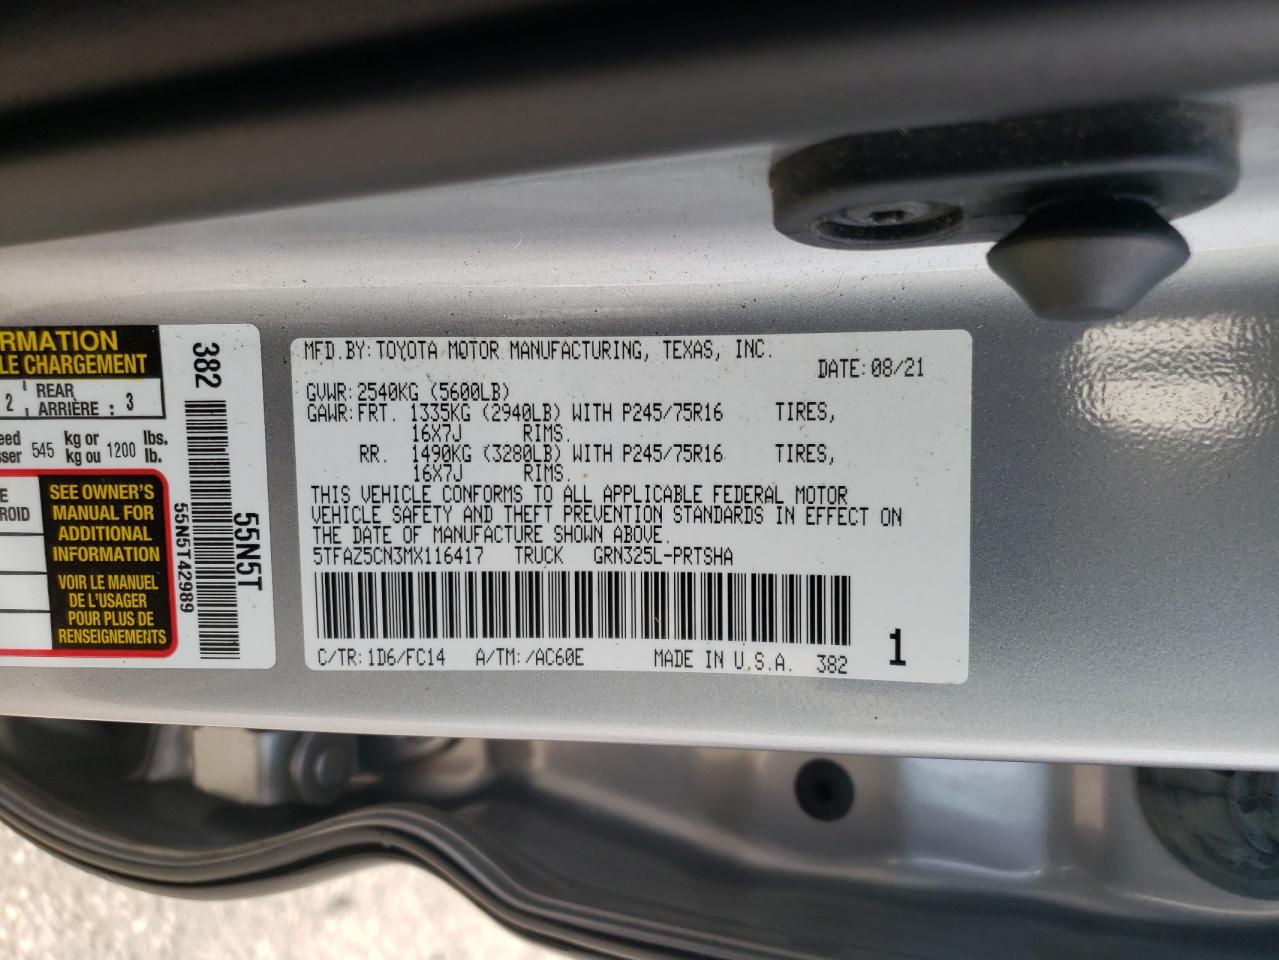 RMATION
LE CHARGEMENT
2 REAR
ARRIÈRE : 3
545 kg or 1200 lbs.
kg ou lb.
E
ROID
SEE OWNER'S
MANUAL FOR
ADDITIONAL
INFORMATION
VOIR LE MANUEL
DE L'USAGER
POUR PLUS DE
RENSEIGNEMENTS
382
55N5T
55N5T42989
MFD.BY: TOYOTA MOTOR MANUFACTURING, TEXAS, INC.
DATE: 08/21
GVWR: 2540KG (5600LB)
GAWR: FRT. 1335KG (2940LB) WITH P245/75R16 TIRES,
16X7J RIMS.
RR. 1490KG (3280LB) WITH P245/75R16 TIRES,
16X7J RIMS.
THIS VEHICLE CONFORMS TO ALL APPLICABLE FEDERAL MOTOR
VEHICLE SAFETY AND THEFT PREVENTION STANDARDS IN EFFECT ON
THE DATE OF MANUFACTURE SHOWN ABOVE.
5TFAZ5CN3MX116417 TRUCK GRN325L-PRTSHA
C/TR: 1D6/FC14 A/TM: /AC60E MADE IN U.S.A. 382
1